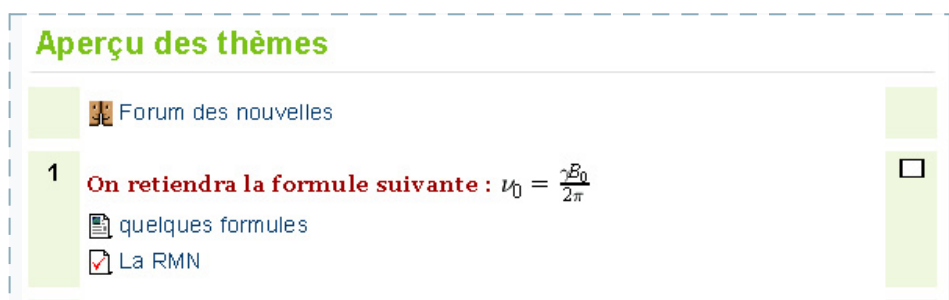 Aperçu des thèmes
Forum des nouvelles
1 On retiendra la formule suivante : ν₀ = γB₀/2π
quelques formules
La RMN